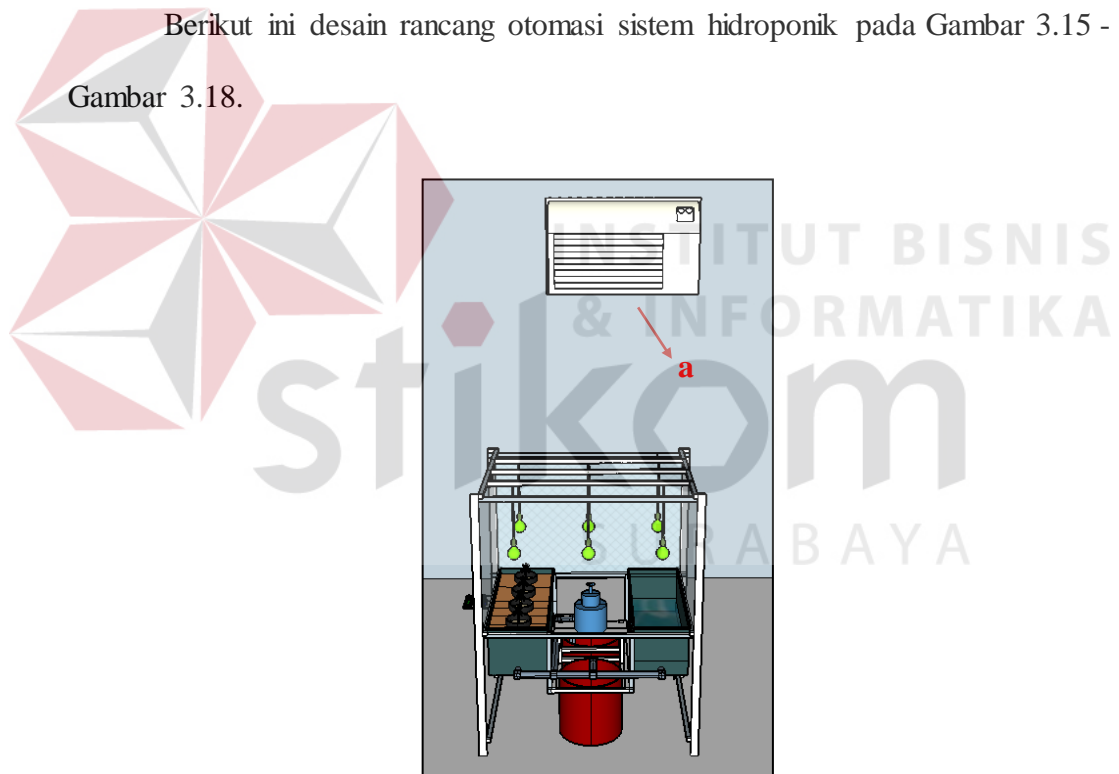 Berikut ini desain rancang otomasi sistem hidroponik pada Gambar 3.15 -
Gambar 3.18.
INSTITUT BISNIS
& INFORMATIKA
a
stikom
SURABAYA